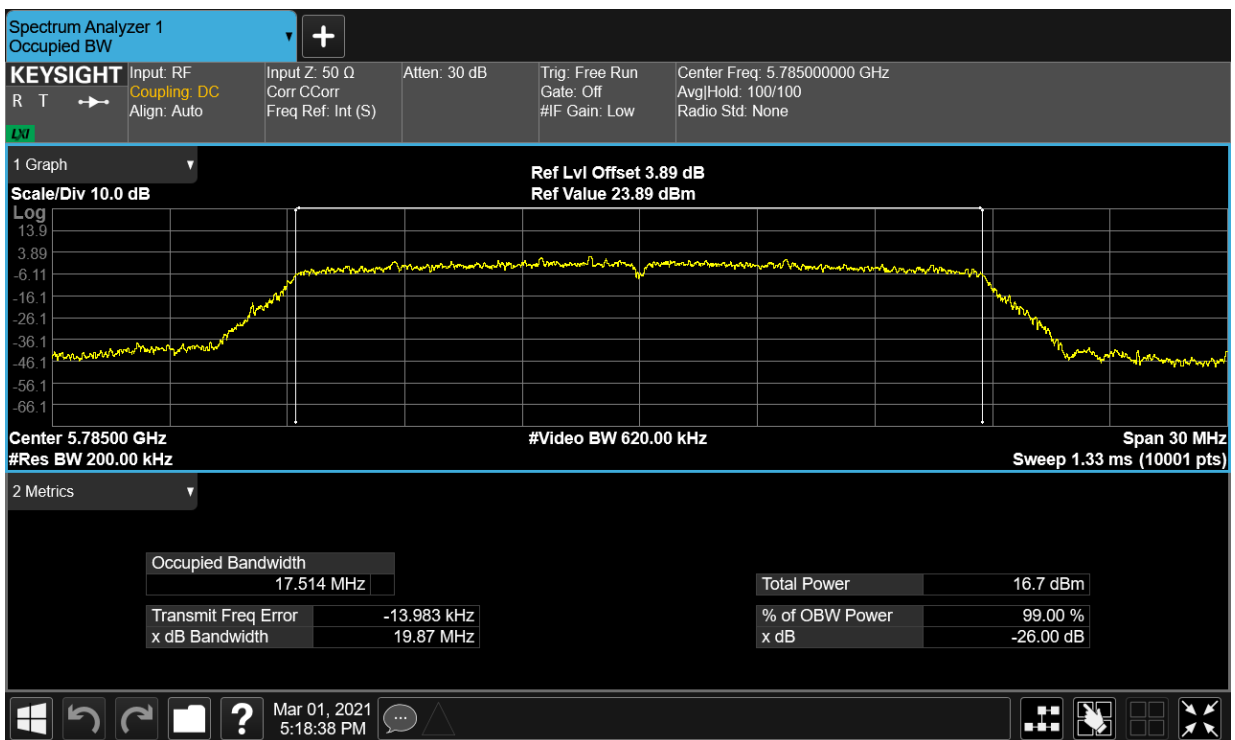 Spectrum Analyzer 1
Occupied BW
▼
+
KEYSIGHT
R T
LXI
Input: RF
Coupling: DC
Align: Auto
Input Z: 50 Ω
Corr CCorr
Freq Ref: Int (S)
Atten: 30 dB
Trig: Free Run
Gate: Off
#IF Gain: Low
Center Freq: 5.785000000 GHz
Avg|Hold: 100/100
Radio Std: None
1 Graph ▼
Ref Lvl Offset 3.89 dB
Scale/Div 10.0 dB
Ref Value 23.89 dBm
Log
13.9
3.89
-6.11
-16.1
-26.1
-36.1
-46.1
-56.1
-66.1
Center 5.78500 GHz
#Video BW 620.00 kHz
Span 30 MHz
#Res BW 200.00 kHz
Sweep 1.33 ms (10001 pts)
2 Metrics ▼
Occupied Bandwidth
17.514 MHz
Total Power 16.7 dBm
Transmit Freq Error -13.983 kHz
% of OBW Power 99.00 %
x dB Bandwidth 19.87 MHz
x dB -26.00 dB
?
Mar 01, 2021
5:18:38 PM